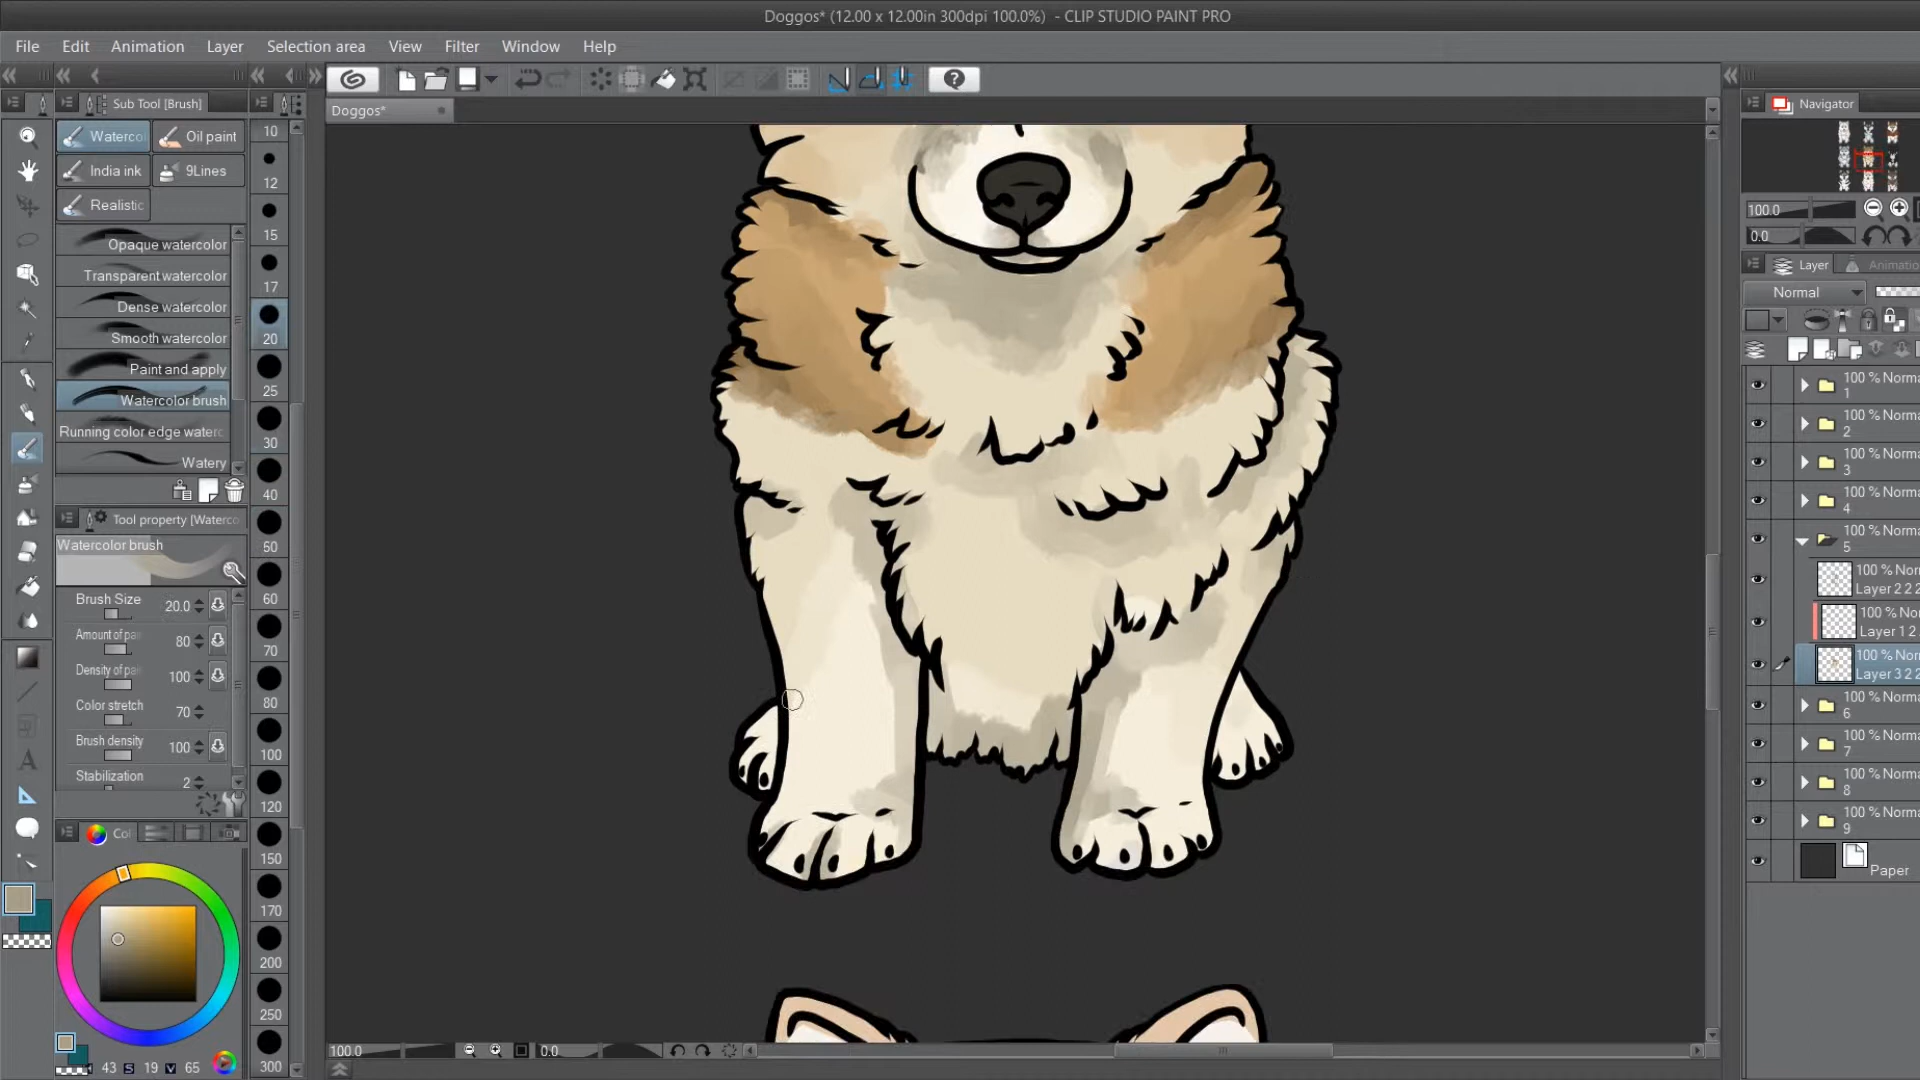 Doggos* (12.00 x 12.00in 300dpi 100.0%)  - CLIP STUDIO PAINT PRO
File Edit Animation Layer Selection area View Filter Window Help
Sub Tool [Brush]
Doggos*
Navigator
Waterco Oil paint
India ink 9Lines
Realistic
Opaque watercolor
Transparent watercolor
Dense watercolor
Smooth watercolor
Paint and apply
Watercolor brush
Running color edge waterc
Watery
Tool property [Waterco
Watercolor brush
Brush Size 20.0
Amount of pai 80
Density of pai 100
Color stretch 70
Brush density 100
Stabilization 2
Col
43 S 19 V 65
10
12
15
17
20
25
30
40
50
60
70
80
100
120
150
170
200
250
300
100.0 0.0
100.0
0.0
Layer Animatio
Normal
100 % Norma
1
100 % Norma
2
100 % Norma
3
100 % Norma
4
100 % Norma
5
100 % Nor
Layer 2 2 2
100 % Nor
Layer 1 2
100 % Nor
Layer 3 2 2
100 % Norma
6
100 % Norma
7
100 % Norma
8
100 % Norma
9
Paper